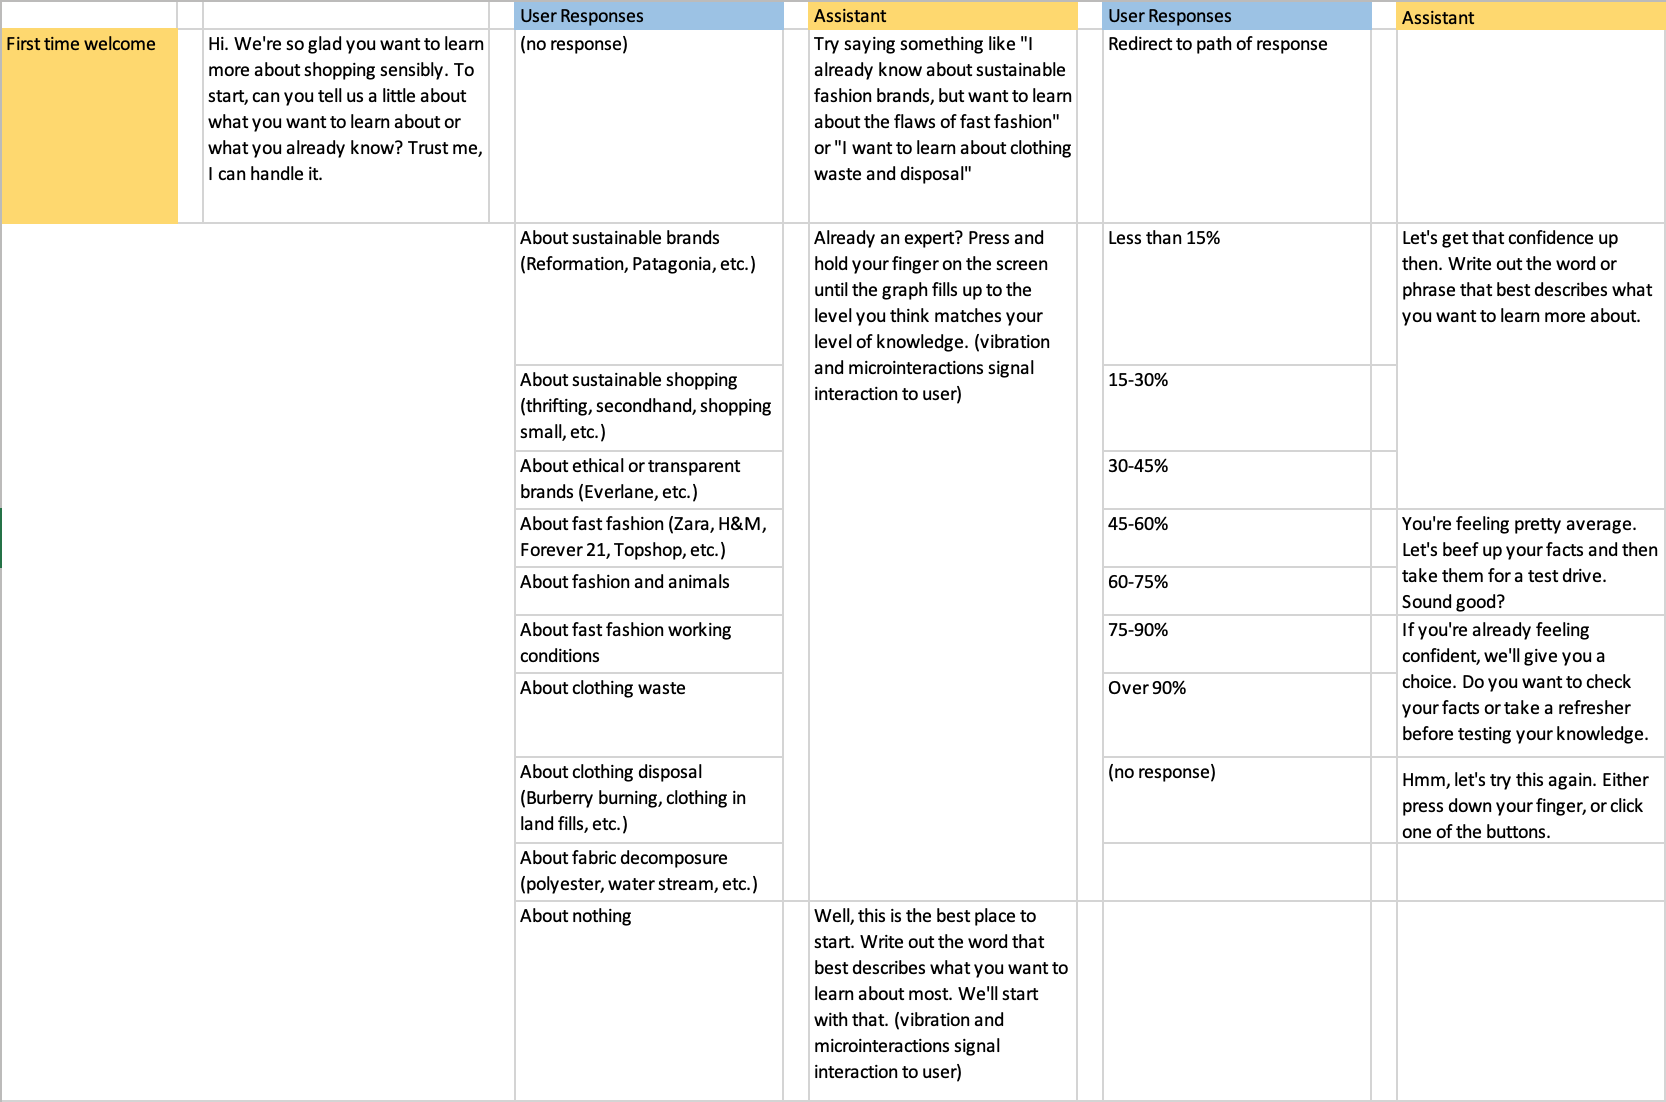 User Responses
Assistant
User Responses
Assistant
First time welcome
Hi. We're so glad you want to learn
more about shopping sensibly. To
start, can you tell us a little about
what you want to learn about or
what you already know? Trust me,
I can handle it.
(no response)
Try saying something like "I
already know about sustainable
fashion brands, but want to learn
about the flaws of fast fashion"
or "I want to learn about clothing
waste and disposal"
Redirect to path of response
About sustainable brands
(Reformation, Patagonia, etc.)
Already an expert? Press and
hold your finger on the screen
until the graph fills up to the
level you think matches your
level of knowledge. (vibration
and microinteractions signal
interaction to user)
Less than 15%
Let's get that confidence up
then. Write out the word or
phrase that best describes what
you want to learn more about.
About sustainable shopping
(thrifting, secondhand, shopping
small, etc.)
15-30%
About ethical or transparent
brands (Everlane, etc.)
30-45%
About fast fashion (Zara, H&M,
Forever 21, Topshop, etc.)
45-60%
You're feeling pretty average.
Let's beef up your facts and then
take them for a test drive.
Sound good?
About fashion and animals
60-75%
About fast fashion working
conditions
75-90%
If you're already feeling
confident, we'll give you a
choice. Do you want to check
your facts or take a refresher
before testing your knowledge.
About clothing waste
Over 90%
About clothing disposal
(Burberry burning, clothing in
land fills, etc.)
(no response)
Hmm, let's try this again. Either
press down your finger, or click
one of the buttons.
About fabric decomposure
(polyester, water stream, etc.)
About nothing
Well, this is the best place to
start. Write out the word that
best describes what you want to
learn about most. We'll start
with that. (vibration and
microinteractions signal
interaction to user)